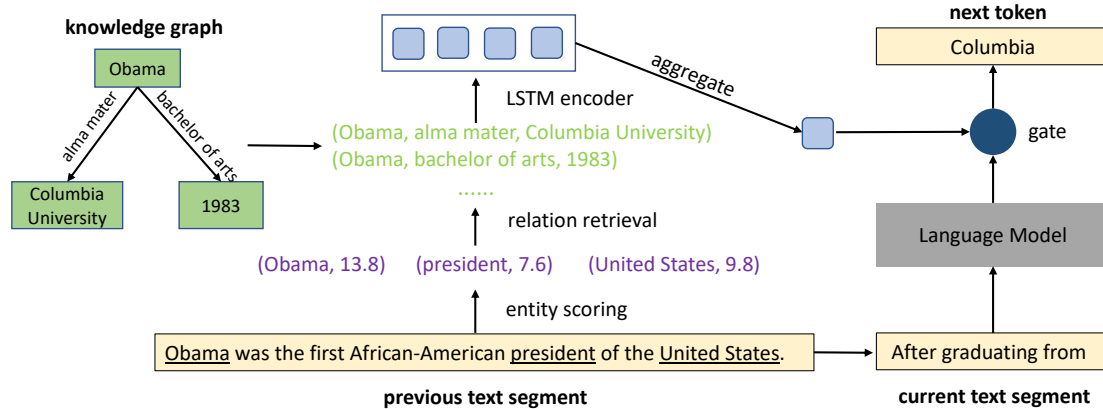 knowledge graph
Obama
alma mater
bachelor of arts
Columbia
University
1983
LSTM encoder
(Obama, alma mater, Columbia University)
(Obama, bachelor of arts, 1983)
......
relation retrieval
(Obama, 13.8) (president, 7.6) (United States, 9.8)
entity scoring
Obama was the first African-American president of the United States.
previous text segment
aggregate
next token
Columbia
gate
Language Model
After graduating from
current text segment